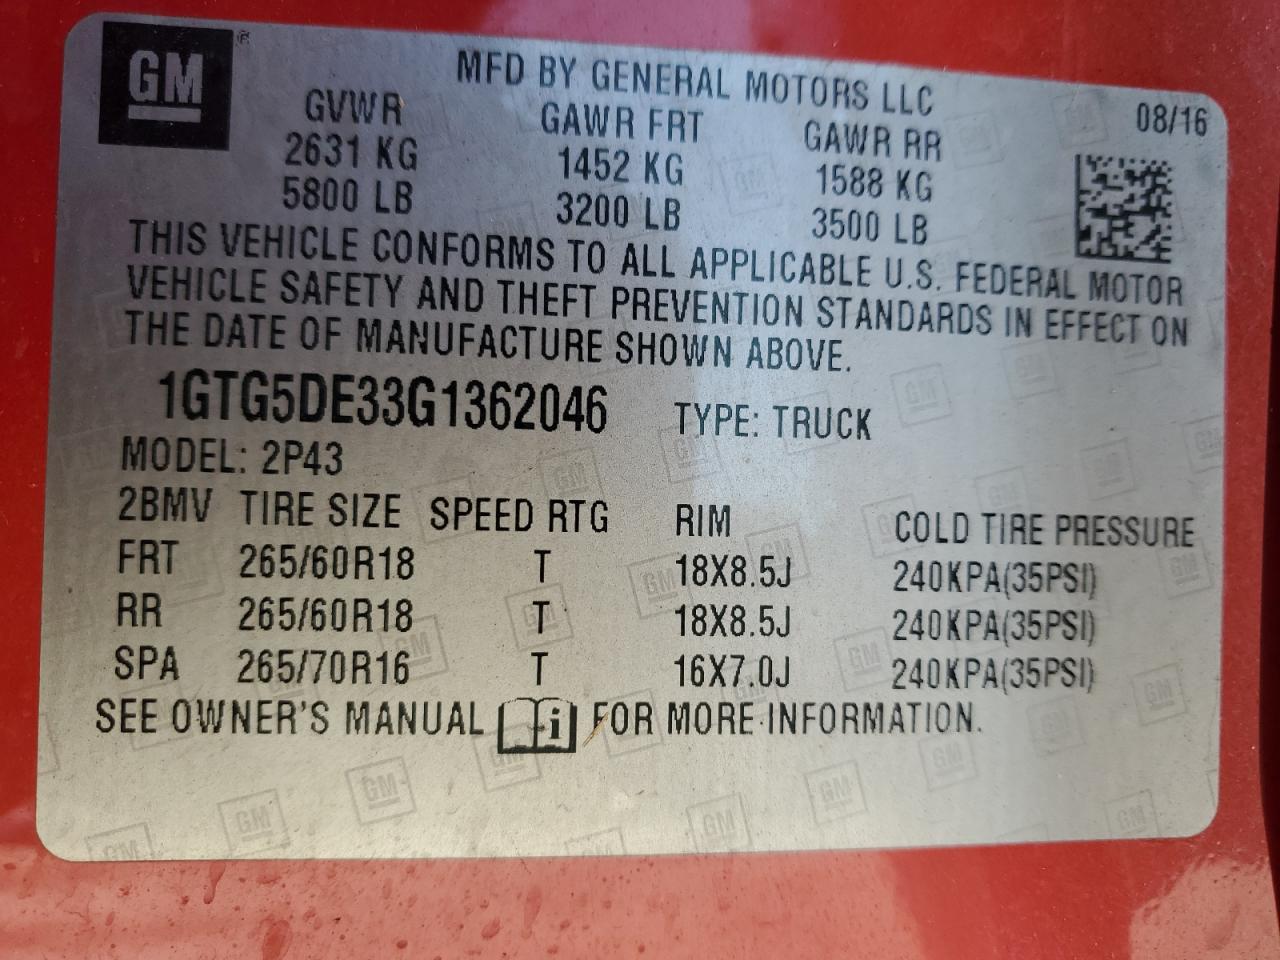 GM ®
MFD BY GENERAL MOTORS LLC
08/16
GVWR GAWR FRT GAWR RR
2631 KG 1452 KG 1588 KG
5800 LB 3200 LB 3500 LB
THIS VEHICLE CONFORMS TO ALL APPLICABLE U.S. FEDERAL MOTOR
VEHICLE SAFETY AND THEFT PREVENTION STANDARDS IN EFFECT ON
THE DATE OF MANUFACTURE SHOWN ABOVE.
1GTG5DE33G1362046 TYPE: TRUCK
MODEL: 2P43
2BMV TIRE SIZE SPEED RTG RIM COLD TIRE PRESSURE
FRT 265/60R18 T 18X8.5J 240KPA(35PSI)
RR 265/60R18 T 18X8.5J 240KPA(35PSI)
SPA 265/70R16 T 16X7.0J 240KPA(35PSI)
SEE OWNER'S MANUAL i FOR MORE INFORMATION.